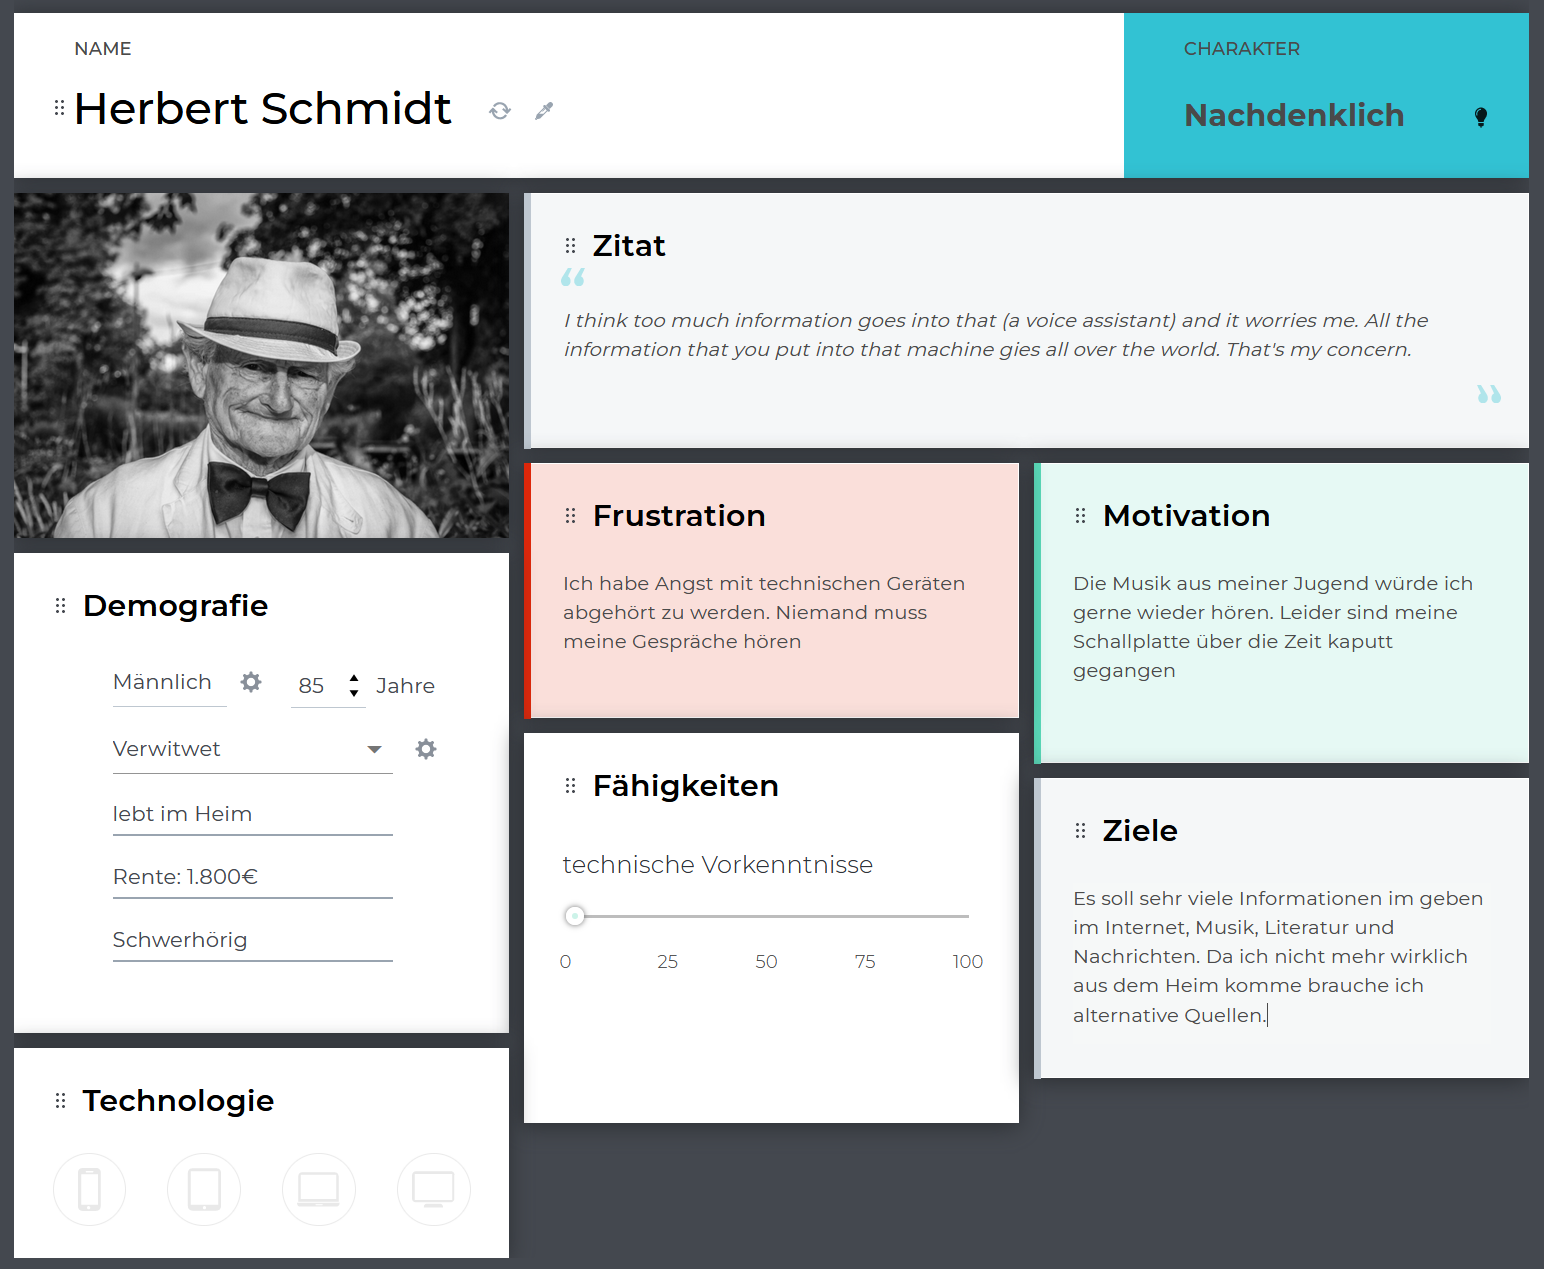 NAME
Herbert Schmidt
CHARAKTER
Nachdenklich
Zitat
“
I think too much information goes into that (a voice assistant) and it worries me. All the
information that you put into that machine gies all over the world. That's my concern.
”
Frustration
Ich habe Angst mit technischen Geräten
abgehört zu werden. Niemand muss
meine Gespräche hören
Motivation
Die Musik aus meiner Jugend würde ich
gerne wieder hören. Leider sind meine
Schallplatte über die Zeit kaputt
gegangen
Demografie
Männlich 85 Jahre
Verwitwet
lebt im Heim
Rente: 1.800€
Schwerhörig
Fähigkeiten
technische Vorkenntnisse
0 25 50 75 100
Ziele
Es soll sehr viele Informationen im geben
im Internet, Musik, Literatur und
Nachrichten. Da ich nicht mehr wirklich
aus dem Heim komme brauche ich
alternative Quellen.
Technologie